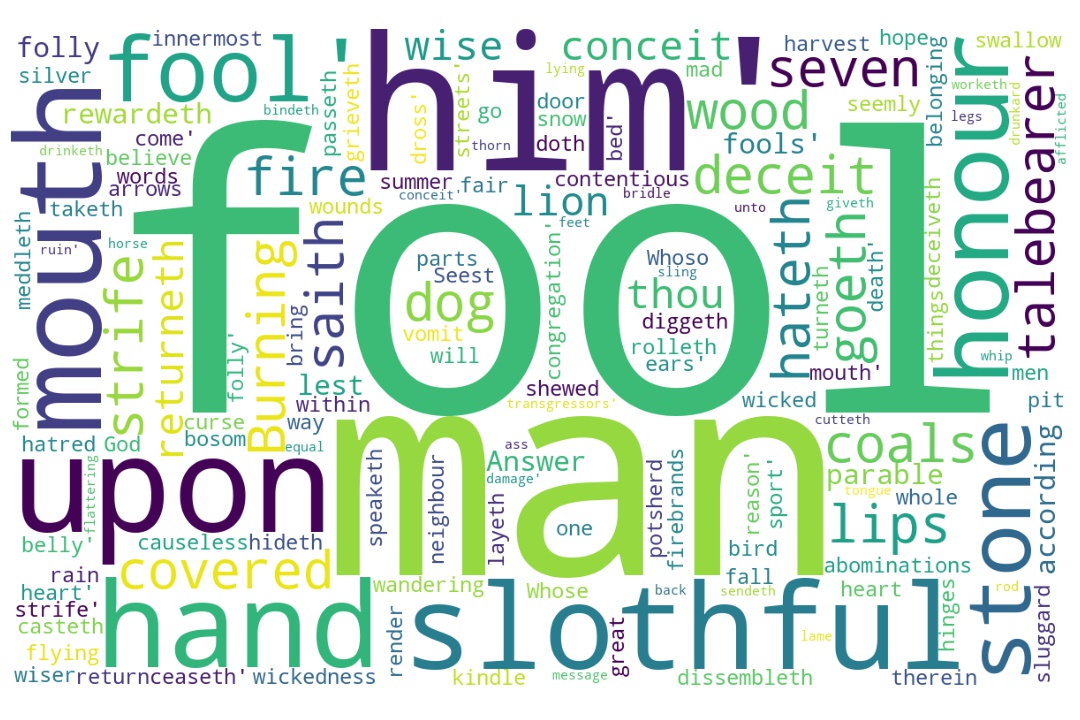 folly
innermost
fool'
him'
wise
conceit
harvest
hope
swallow
silver
lying
mad
seven
belonging
worketh
rewardeth
bindeth
passeth
grieveth
dross'
streets'
go
door
snow
wood
seemly
honour
legs
drunkard
afflicted
mouth
come'
thorn
doth
bed'
fools'
talebearer
drinketh
believe
words
arrows
fire
summer
conceit'
fair
contentious
bridle
deceit
taketh
wounds
lion
feet
unto
giveth
fool
meddleth
ruin'
horse
strife
returneth
Burning
saith
parts
Seest
dog
vomit
will
congregation'
Whoso
sling
thou
diggeth
rolleth
ears'
hateth
turneth
goeth
death'
things
deceiveth
bring
folly'
formed
lest
within
shewed
transgressors'
mouth'
wicked
whip
men
pit
curse
way
cutteth
hatred
God
bosom
equal
man
upon
flattering
speaketh
neighbour
ass
Answer
damage'
layeth
one
potsherd
firebrands
reason'
sport'
coals
parable
tongue
whole
stone
according
belly'
causeless
hideth
bird
lips
rain
covered
wandering
Whose
back
fall
sendeth
abominations
heart'
heart
rod
strife'
hand
slothful
hinges
sluggard
casteth
render
great
lame
flying
wiser
return
ceaseth'
wickedness
kindle
message
dissembleth
therein